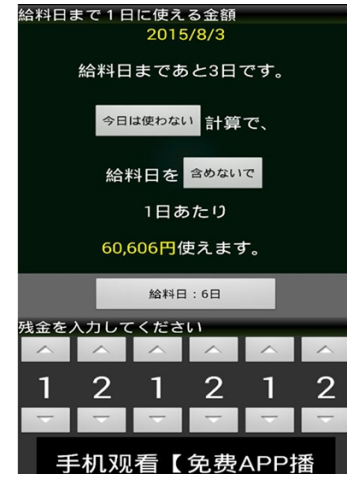 給料日まで1日に使える金額
2015/8/3
給料日まであと3日です。
今日は使わない 計算で、
給料日を 含めないで
1日あたり
60,606円使えます。
給料日:6日
残金を入力してください
1 2 1 2 1 2
手机观看【免费APP播